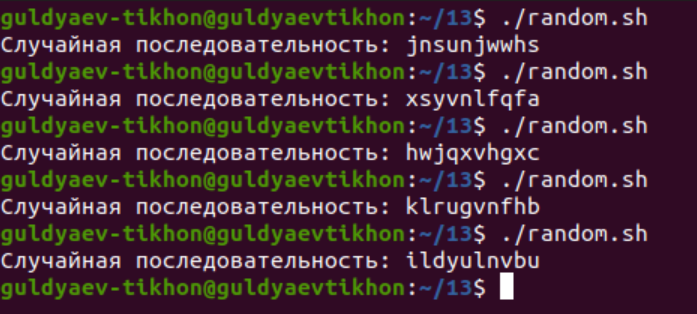 guldyaev-tikhon@guldyaevtikhon:~/13$ ./random.sh
Случайная последовательность: jnsunjwwhs
guldyaev-tikhon@guldyaevtikhon:~/13$ ./random.sh
Случайная последовательность: xsyvnlfqfa
guldyaev-tikhon@guldyaevtikhon:~/13$ ./random.sh
Случайная последовательность: hwjqxvhgxc
guldyaev-tikhon@guldyaevtikhon:~/13$ ./random.sh
Случайная последовательность: klrugvnfhb
guldyaev-tikhon@guldyaevtikhon:~/13$ ./random.sh
Случайная последовательность: ildyulnvbu
guldyaev-tikhon@guldyaevtikhon:~/13$